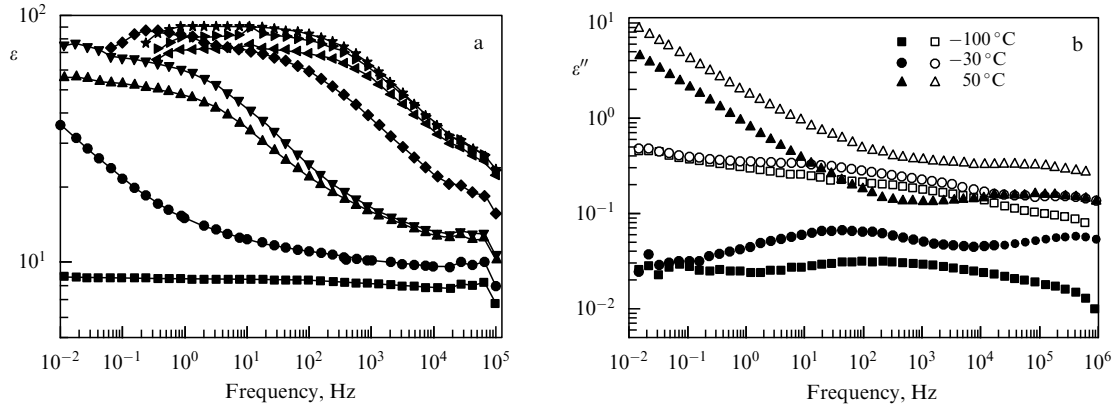 10²
ε
a
10¹
10⁻² 10⁻¹ 10⁰ 10¹ 10² 10³ 10⁴ 10⁵
Frequency, Hz
10¹
ε″
b
−100 °C
−30 °C
50 °C
10⁰
10⁻¹
10⁻²
10⁻² 10⁻¹ 10⁰ 10¹ 10² 10³ 10⁴ 10⁵ 10⁶
Frequency, Hz